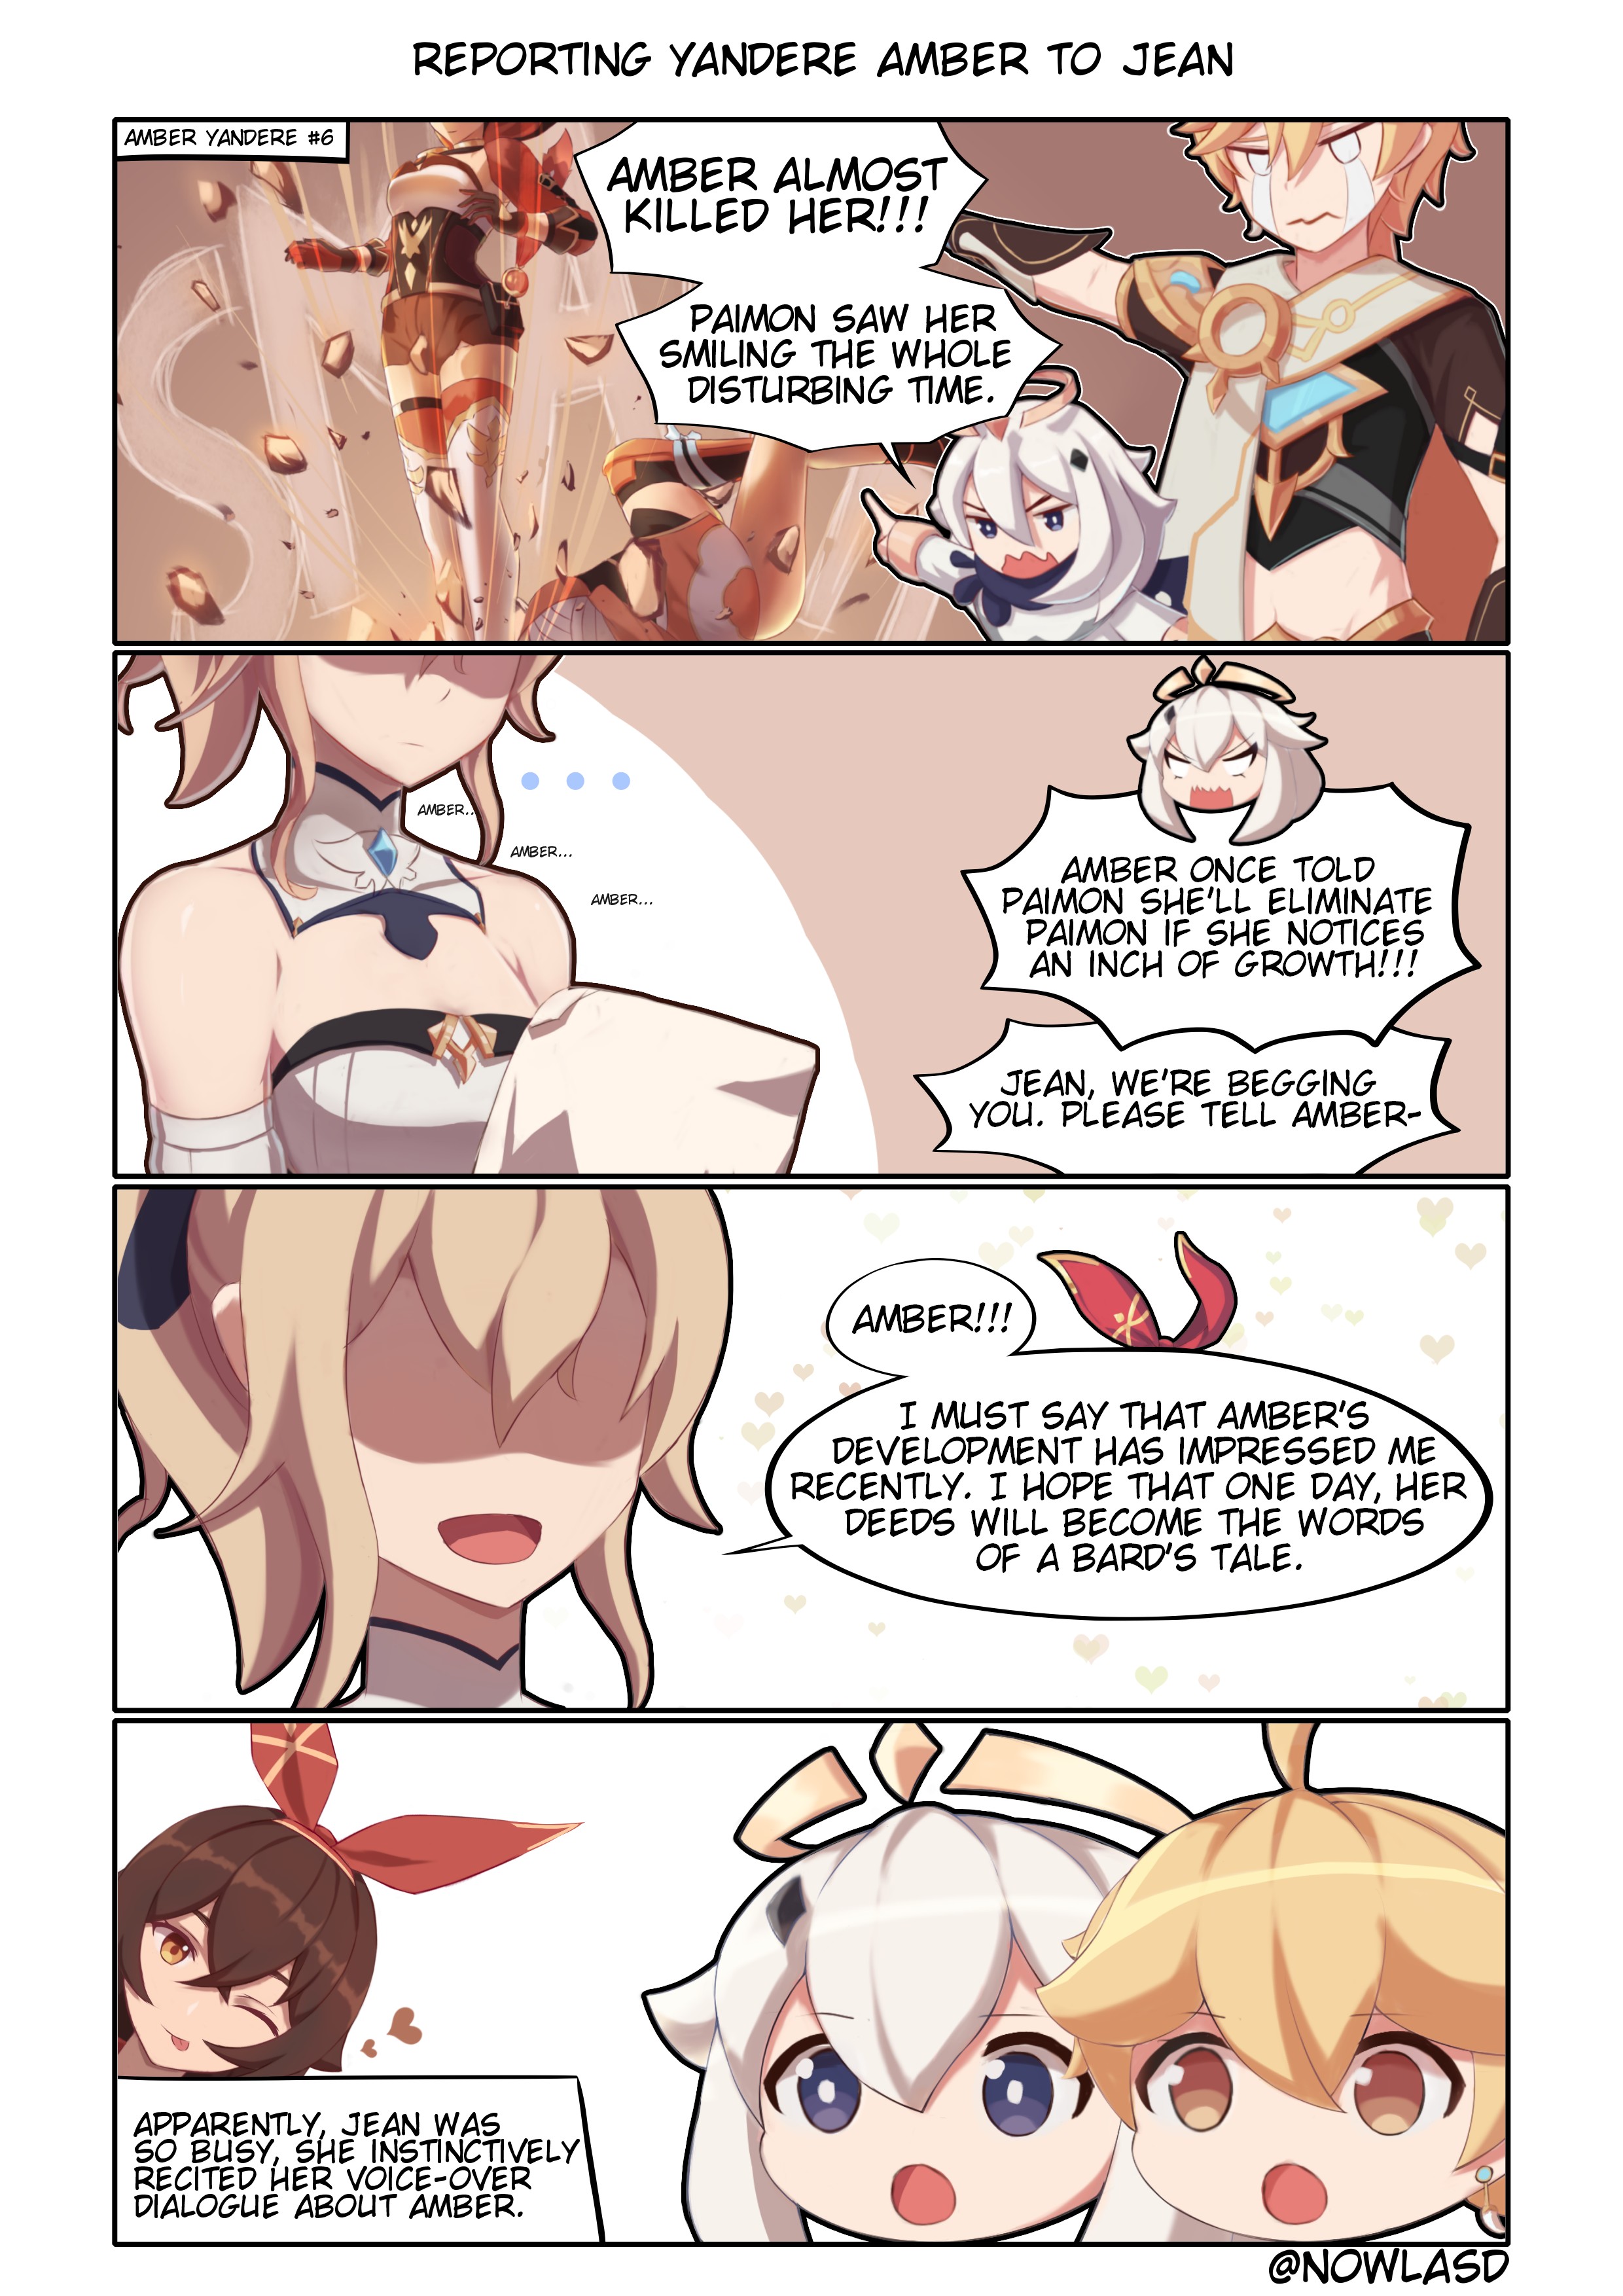 REPORTING YANDERE AMBER TO JEAN
AMBER YANDERE #6
AMBER ALMOST
KILLED HER!!!
PAIMON SAW HER
SMILING THE WHOLE
DISTURBING TIME.
SLAM
AMBER...
AMBER...
AMBER...
AMBER ONCE TOLD
PAIMON SHE'LL ELIMINATE
PAIMON IF SHE NOTICES
AN INCH OF GROWTH!!!
JEAN, WE'RE BEGGING
YOU. PLEASE TELL AMBER-
AMBER!!!
I MUST SAY THAT AMBER'S
DEVELOPMENT HAS IMPRESSED ME
RECENTLY. I HOPE THAT ONE DAY, HER
DEEDS WILL BECOME THE WORDS
OF A BARD'S TALE.
APPARENTLY, JEAN WAS
SO BUSY, SHE INSTINCTIVELY
RECITED HER VOICE-OVER
DIALOGUE ABOUT AMBER.
@NOWLASD